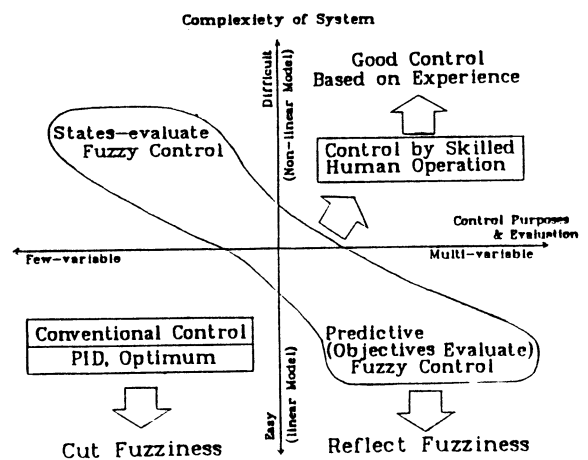 Complexiety of System
Difficult
(Non-linear Model)
Good Control
Based on Experience
States-evaluate
Fuzzy Control
Control by Skilled
Human Operation
Control Purposes
& Evaluation
Few-variable
Multi-variable
Conventional Control
PID, Optimum
Predictive
(Objectives Evaluate)
Fuzzy Control
Easy
(linear Model)
Cut Fuzziness
Reflect Fuzziness